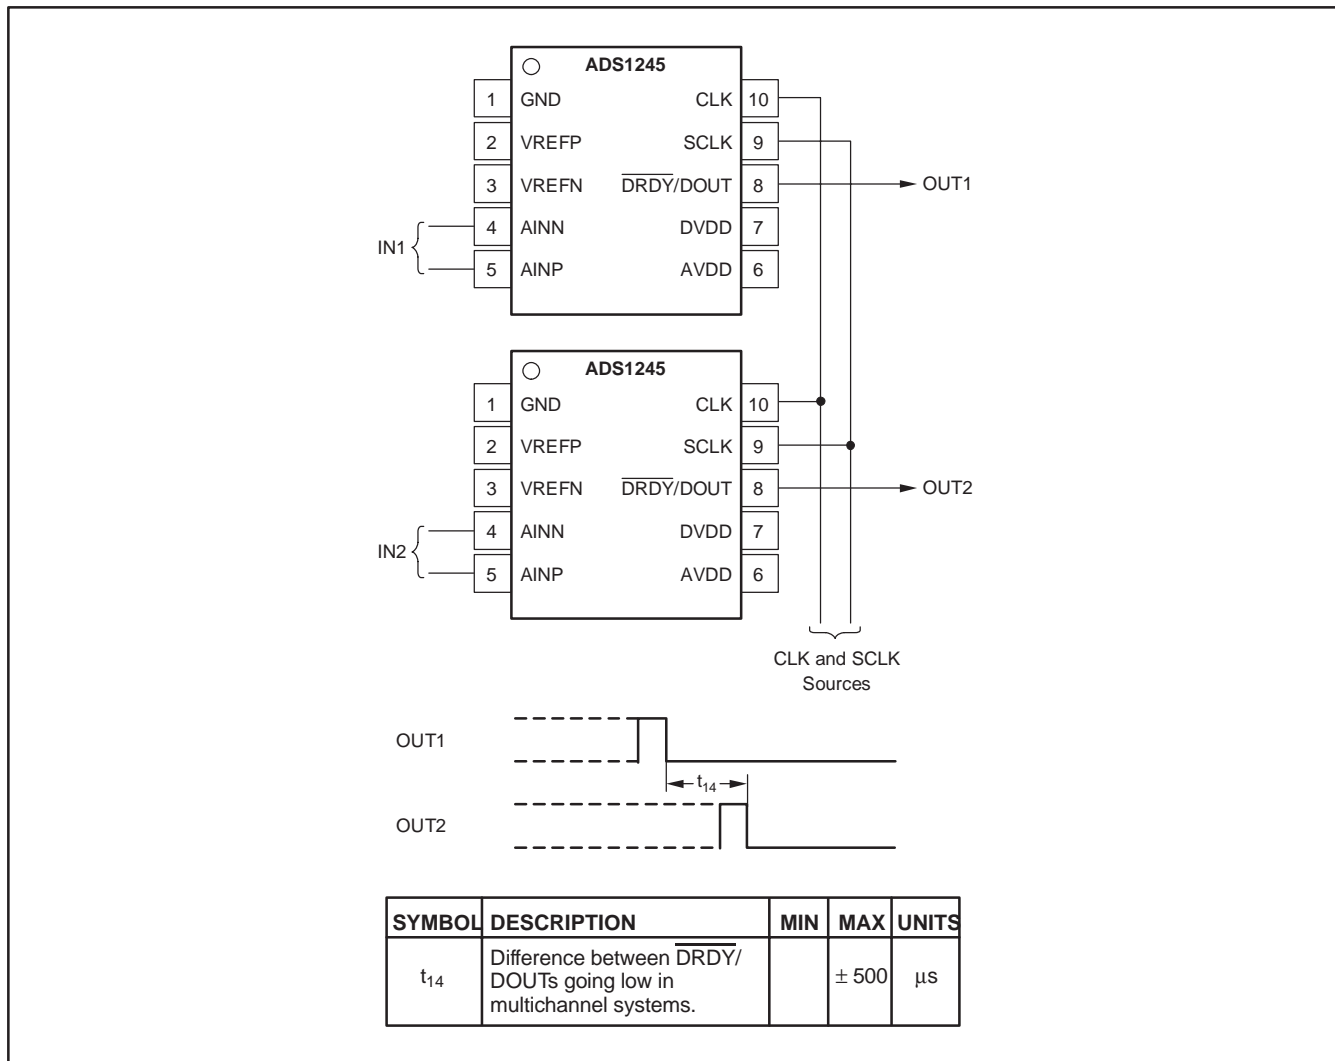 ADS1245
1 GND CLK 10
2 VREFP SCLK 9
3 VREFN DRDY/DOUT 8 OUT1
4 AINN DVDD 7
IN1
5 AINP AVDD 6
ADS1245
1 GND CLK 10
2 VREFP SCLK 9
3 VREFN DRDY/DOUT 8 OUT2
4 AINN DVDD 7
IN2
5 AINP AVDD 6
CLK and SCLK
Sources
OUT1
t14
OUT2
SYMBOL DESCRIPTION MIN MAX UNITS
t14 Difference between DRDY/
DOUTs going low in
multichannel systems. ± 500 μs